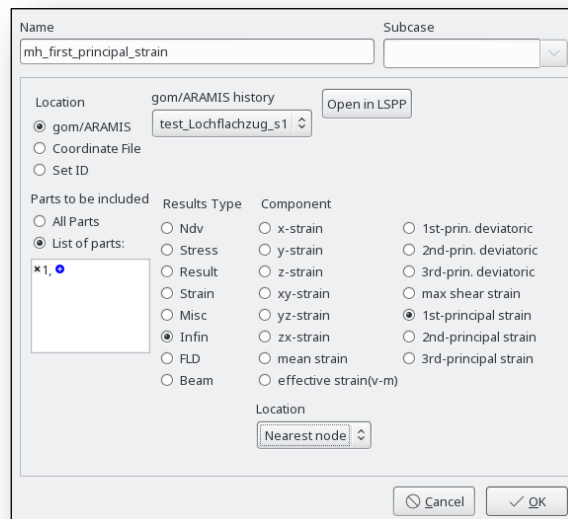 Name
Subcase
mh_first_principal_strain
Location
gom/ARAMIS history
Open in LSPP
gom/ARAMIS
test_Lochflachzug_s1
Coordinate File
Set ID
Parts to be included
All Parts
List of parts:
×1,
Results Type
Ndv
Stress
Result
Strain
Misc
Infin
FLD
Beam
Component
x-strain
y-strain
z-strain
xy-strain
yz-strain
zx-strain
mean strain
effective strain(v-m)
1st-prin. deviatoric
2nd-prin. deviatoric
3rd-prin. deviatoric
max shear strain
1st-principal strain
2nd-principal strain
3rd-principal strain
Location
Nearest node
Cancel
OK